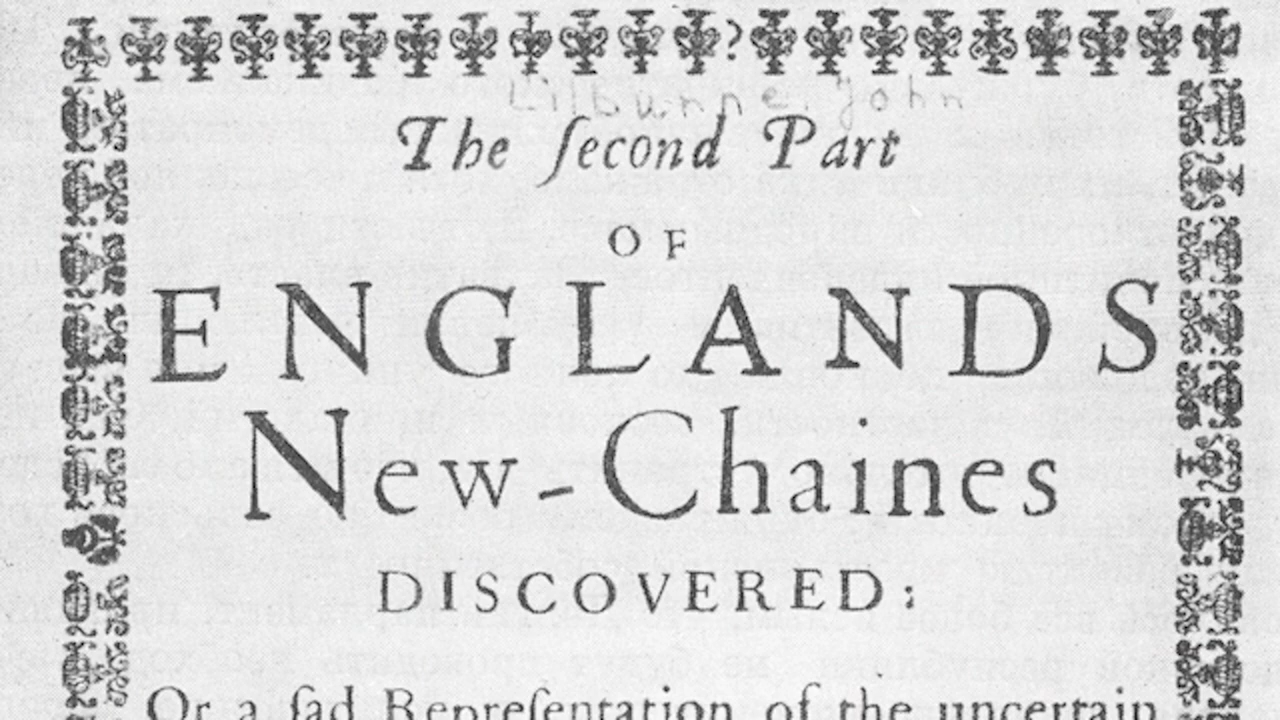 Lilburne John
The ſecond Part
OF
ENGLANDS
New-Chaines
DISCOVERED:
Or a ſad Repreſentation of the uncertain